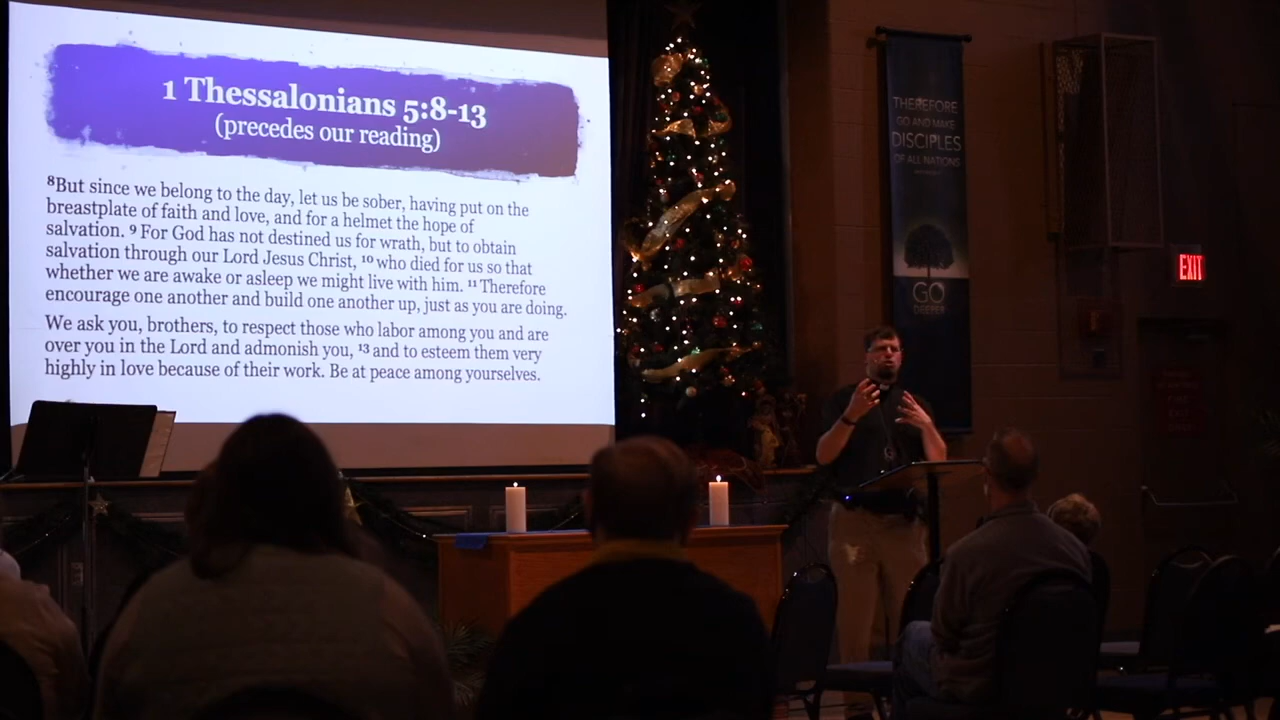 1 Thessalonians 5:8-13
(precedes our reading)
⁸But since we belong to the day, let us be sober, having put on the
breastplate of faith and love, and for a helmet the hope of
salvation. ⁹ For God has not destined us for wrath, but to obtain
salvation through our Lord Jesus Christ, ¹⁰ who died for us so that
whether we are awake or asleep we might live with him. ¹¹ Therefore
encourage one another and build one another up, just as you are doing.
We ask you, brothers, to respect those who labor among you and are
over you in the Lord and admonish you, ¹³ and to esteem them very
highly in love because of their work. Be at peace among yourselves.
THEREFORE
GO AND MAKE
DISCIPLES
OF ALL NATIONS
GO
DEEPER
EXIT